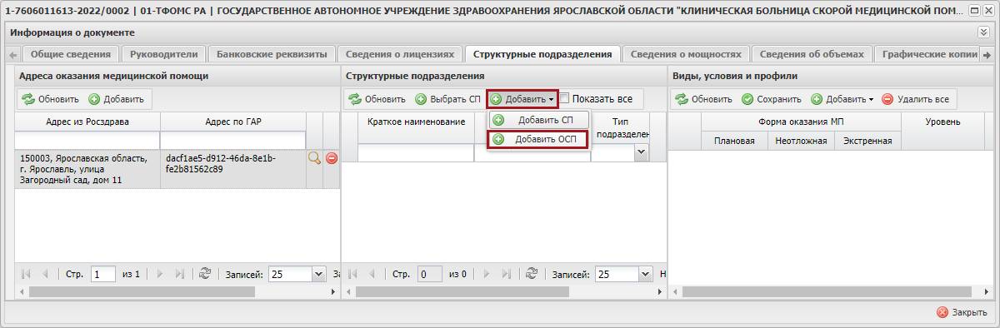 1-7606011613-2022/0002 | 01-ТФОМС РА | ГОСУДАРСТВЕННОЕ АВТОНОМНОЕ УЧРЕЖДЕНИЕ ЗДРАВООХРАНЕНИЯ ЯРОСЛАВСКОЙ ОБЛАСТИ "КЛИНИЧЕСКАЯ БОЛЬНИЦА СКОРОЙ МЕДИЦИНСКОЙ ПОМ...
Информация о документе
Общие сведения Руководители Банковские реквизиты Сведения о лицензиях Структурные подразделения Сведения о мощностях Сведения об объемах Графические копии
Адреса оказания медицинской помощи
Обновить Добавить
Адрес из Росздрава Адрес по ГАР
150003, Ярославская область, г. Ярославль, улица Загородный сад, дом 11
dacf1ae5-d912-46da-8e1b-fe2b81562c89
Стр. 1 из 1 Записей: 25 За
Структурные подразделения
Обновить Выбрать СП Добавить Показать все
Добавить СП
Добавить ОСП
Краткое наименование Тип подразделен
Стр. 0 из 0 Записей: 25 Н
Виды, условия и профили
Обновить Сохранить Добавить Удалить все
Форма оказания МП Уровень
Плановая Неотложная Экстренная
Закрыть